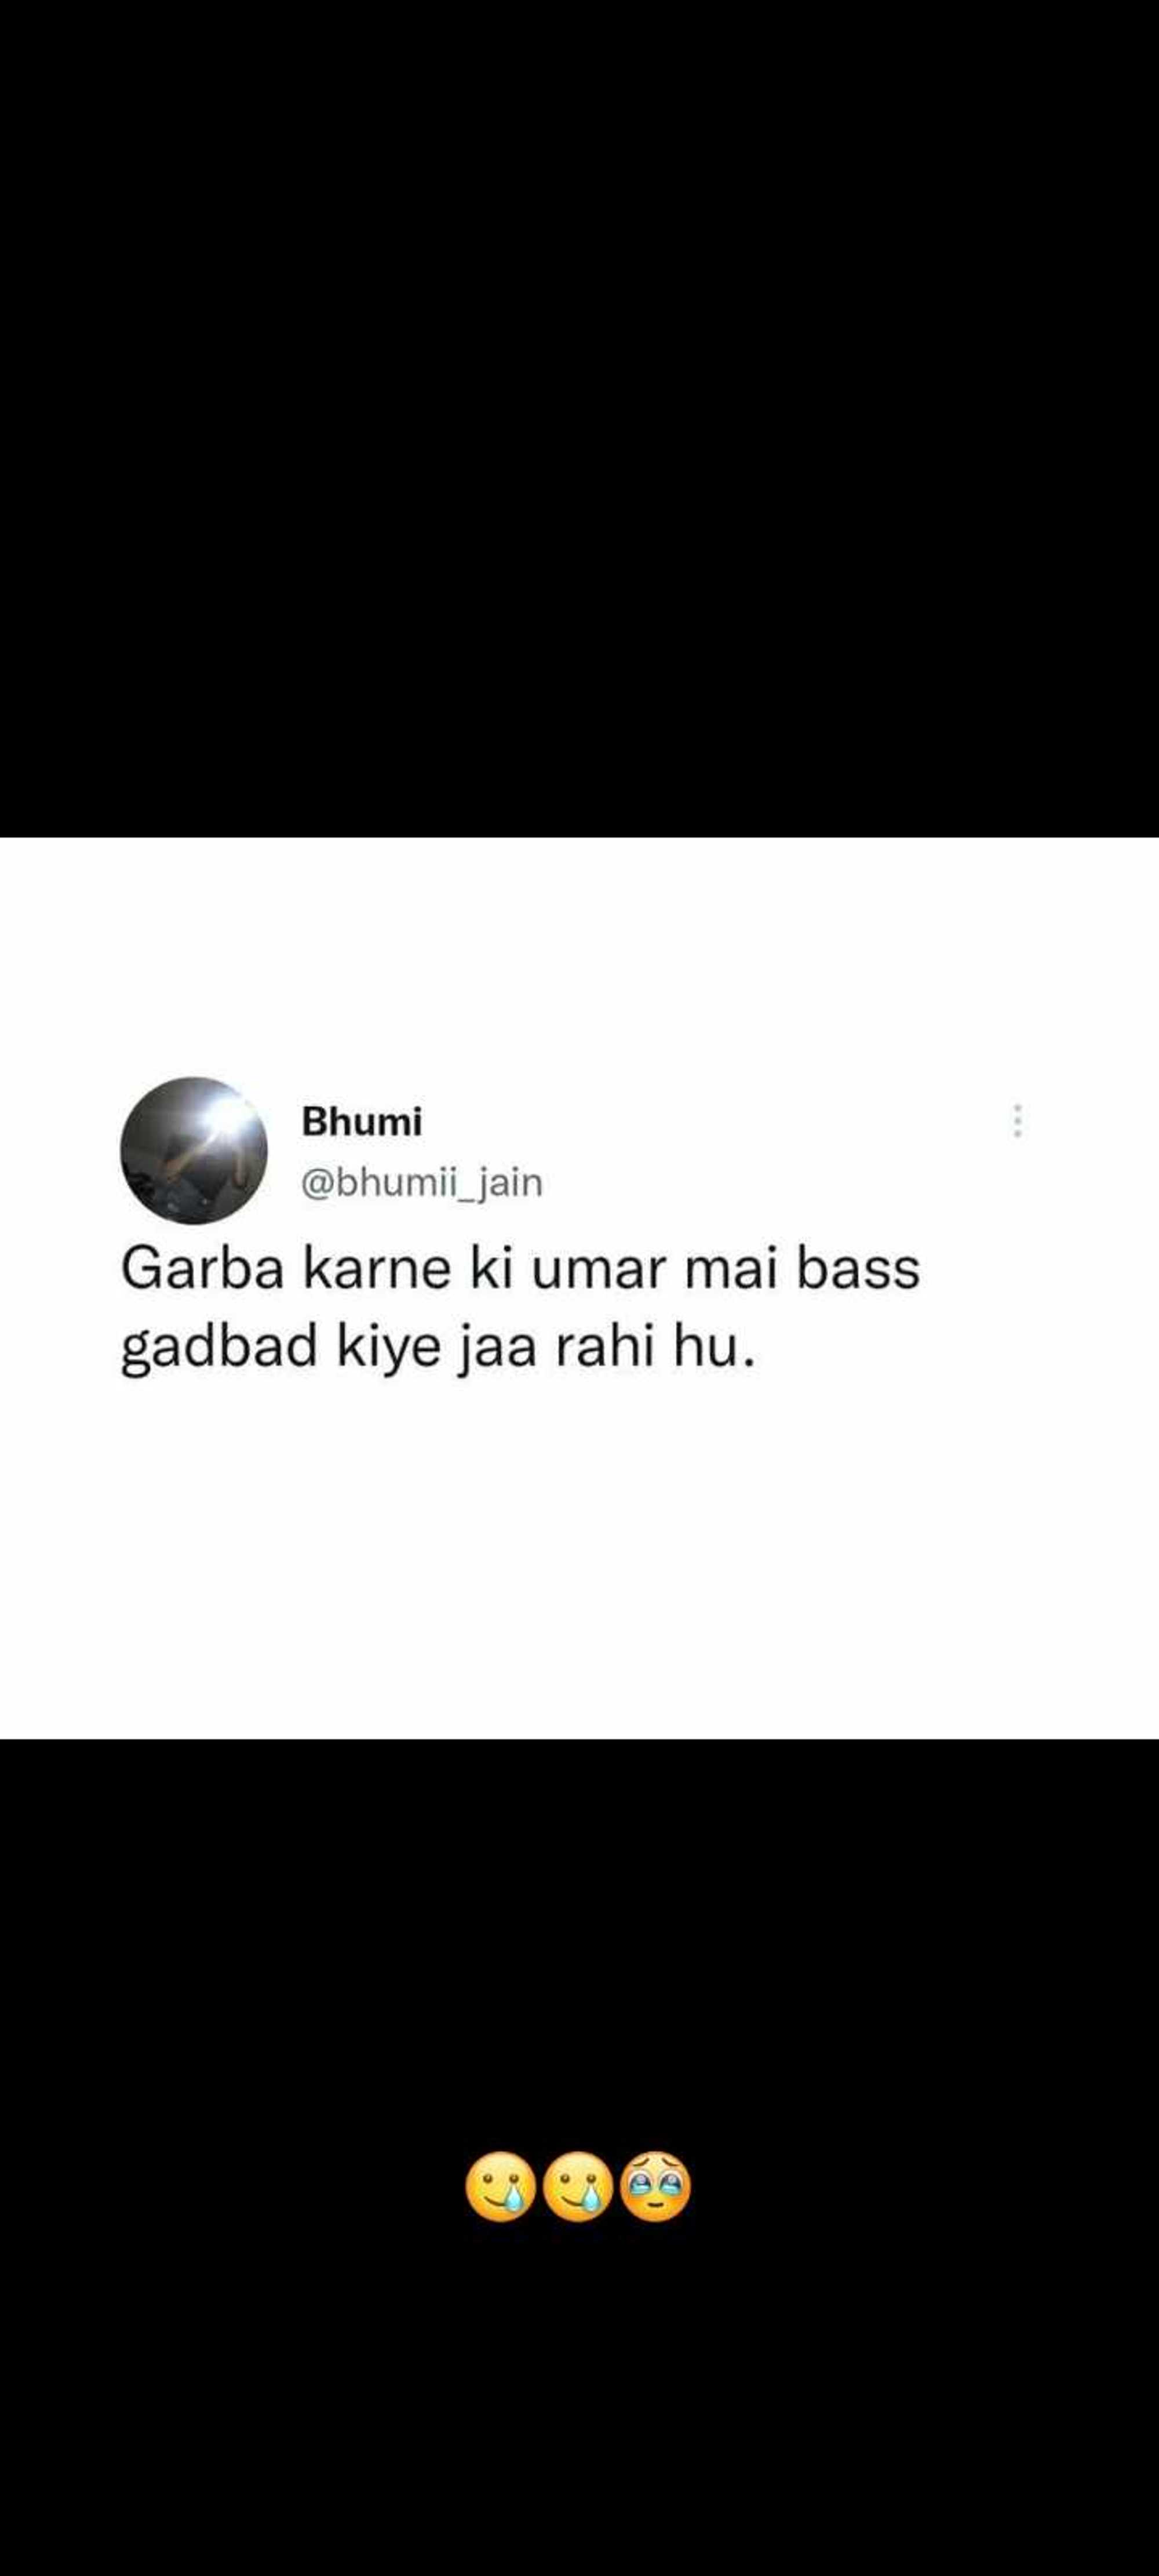 Bhumi
@bhumii_jain
Garba karne ki umar mai bass
gadbad kiye jaa rahi hu.
🥲🥲🥹